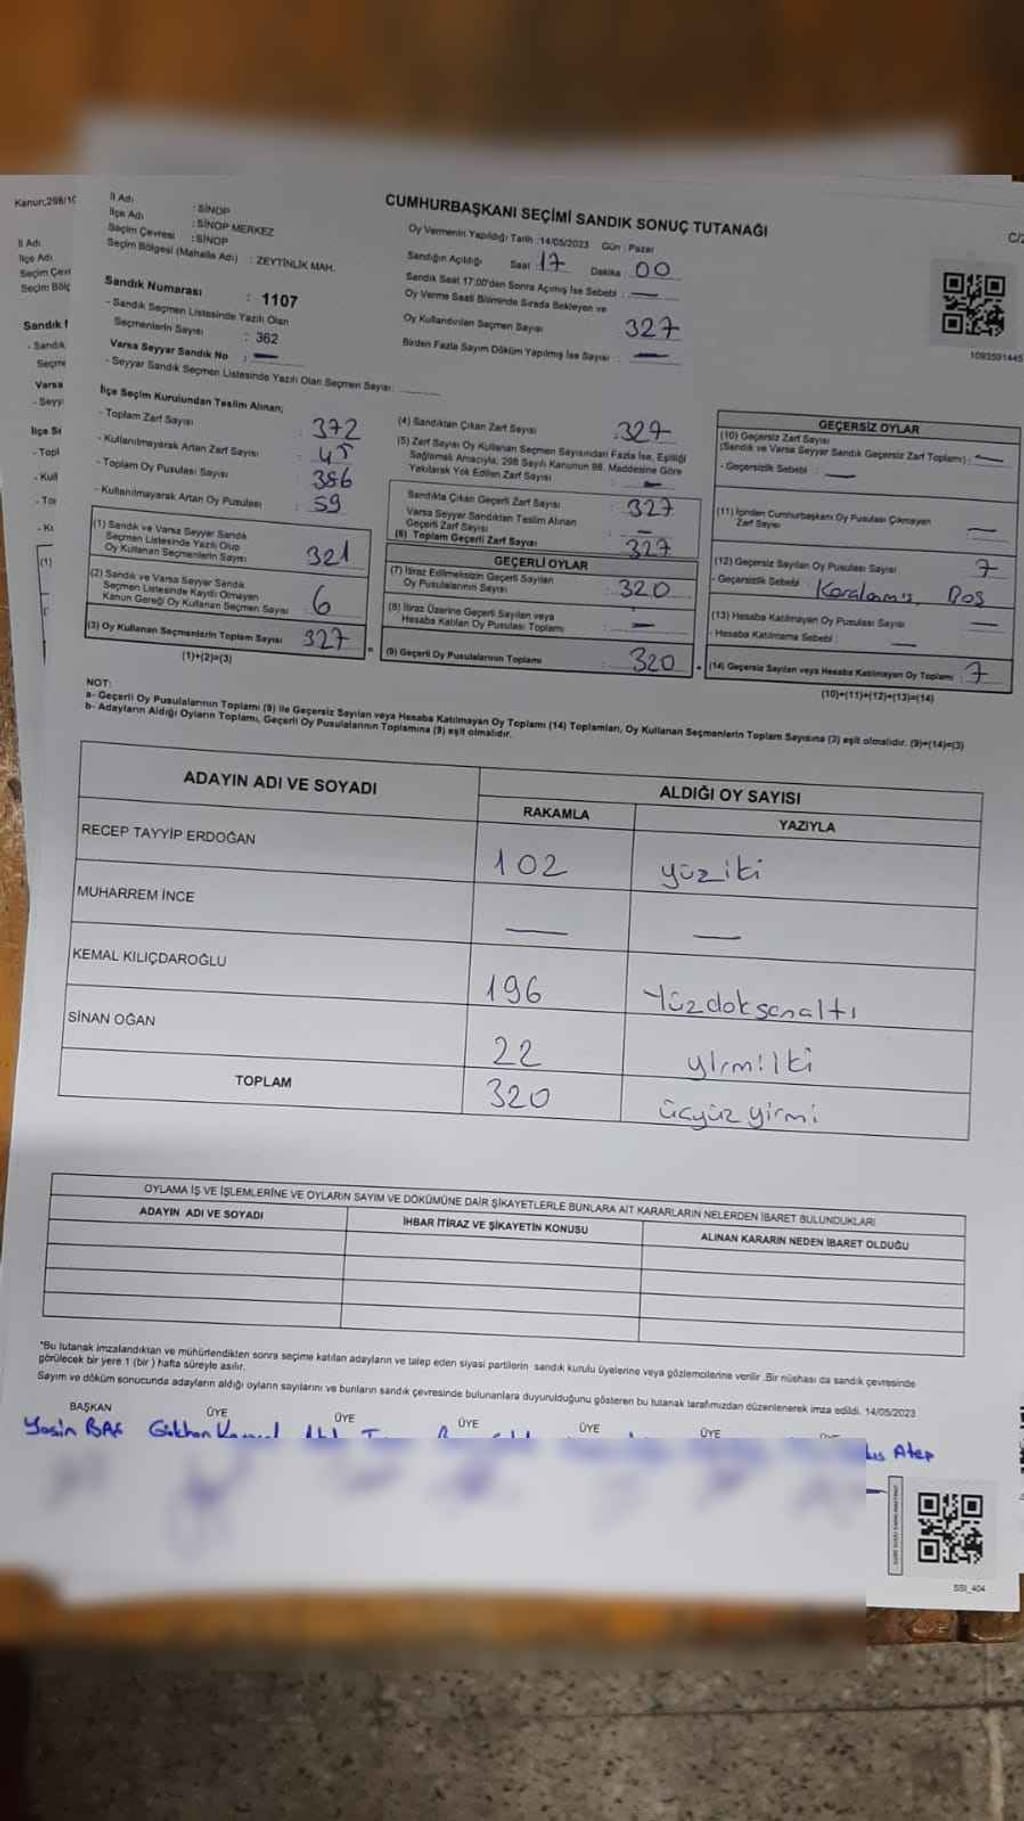 Kanun;298/10
İl Adı : SİNOP
İlçe Adı : SİNOP MERKEZ
Seçim Çevresi : SİNOP
Seçim Bölgesi (Mahalle Adı) : ZEYTİNLİK MAH.
Sandık Numarası : 1107
- Sandık Seçmen Listesinde Yazılı Olan
Seçmenlerin Sayısı : 362
Varsa Seyyar Sandık No : —
- Seyyar Sandık Seçmen Listesinde Yazılı Olan Seçmen Sayısı:
CUMHURBAŞKANI SEÇİMİ SANDIK SONUÇ TUTANAĞI
Oy Vermenin Yapıldığı Tarih :14/05/2023 Gün : Pazar
Sandığın Açıldığı Saat 17 Dakika 00
Sandık Saat 17:00'den Sonra Açılmış İse Sebebi : —
Oy Verme Saati Bitiminde Sırada Bekleyen ve
Oy Kullandırılan Seçmen Sayısı 327
Birden Fazla Sayım Döküm Yapılmış İse Sayısı : —
1093591445
İl Adı
İlçe Adı
Seçim Çevr
Seçim Bölg
İlçe Seçim Kurulundan Teslim Alınan;
- Toplam Zarf Sayısı : 372
- Kullanılmayarak Artan Zarf Sayısı : 45
- Toplam Oy Pusulası Sayısı : 386
- Kullanılmayarak Artan Oy Pusulası : 59
(1) Sandık ve Varsa Seyyar Sandık
Seçmen Listesinde Yazılı Olup
Oy Kullanan Seçmenlerin Sayısı 321
(2) Sandık ve Varsa Seyyar Sandık
Seçmen Listesinde Kayıtlı Olmayan
Kanun Gereği Oy Kullanan Seçmen Sayısı 6
(3) Oy Kullanan Seçmenlerin Toplam Sayısı 327
(1)+(2)=(3)
(4) Sandıktan Çıkan Zarf Sayısı : 327
(5) Zarf Sayısı Oy Kullanan Seçmen Sayısından Fazla İse, Eşitliği
Sağlamak Amacıyla, 298 Sayılı Kanunun 98. Maddesine Göre
Yakılarak Yok Edilen Zarf Sayısı —
Sandıkta Çıkan Geçerli Zarf Sayısı : 327
Varsa Seyyar Sandıktan Teslim Alınan
Geçerli Zarf Sayısı : —
(6) Toplam Geçerli Zarf Sayısı 327
GEÇERLİ OYLAR
(7) İtiraz Edilmeksizin Geçerli Sayılan
Oy Pusulalarının Sayısı : 320
(8) İtiraz Üzerine Geçerli Sayılan veya
Hesaba Katılan Oy Pusulası Toplamı : —
(9) Geçerli Oy Pusulalarının Toplamı : 320
GEÇERSİZ OYLAR
(10) Geçersiz Zarf Sayısı
(Sandık ve Varsa Seyyar Sandık Geçersiz Zarf Toplamı) : —
- Geçersizlik Sebebi : —
(11) İçinden Cumhurbaşkanı Oy Pusulası Çıkmayan
Zarf Sayısı —
(12) Geçersiz Sayılan Oy Pusulası Sayısı : 7
- Geçersizlik Sebebi Karalamış, Boş
(13) Hesaba Katılmayan Oy Pusulası Sayısı : —
- Hesaba Katılmama Sebebi : —
(14) Geçersiz Sayılan veya Hesaba Katılmayan Oy Toplamı : 7
(10)+(11)+(12)+(13)=(14)
NOT:
a- Geçerli Oy Pusulalarının Toplamı (9) ile Geçersiz Sayılan veya Hesaba Katılmayan Oy Toplamı (14) Toplamları, Oy Kullanan Seçmenlerin Toplam Sayısına (3) eşit olmalıdır. (9)+(14)=(3)
b- Adayların Aldığı Oyların Toplamı, Geçerli Oy Pusulalarının Toplamına (9) eşit olmalıdır.
ADAYIN ADI VE SOYADI ALDIĞI OY SAYISI
RAKAMLA YAZIYLA
RECEP TAYYİP ERDOĞAN 102 yüziki
MUHARREM İNCE — —
KEMAL KILIÇDAROĞLU 196 Yüzdoksanaltı
SİNAN OĞAN 22 yirmiiki
TOPLAM 320 üçyüz yirmi
OYLAMA İŞ VE İŞLEMLERİNE VE OYLARIN SAYIM VE DÖKÜMÜNE DAİR ŞİKAYETLERLE BUNLARA AİT KARARLARIN NELERDEN İBARET BULUNDUKLARI
ADAYIN ADI VE SOYADI İHBAR İTİRAZ VE ŞİKAYETİN KONUSU ALINAN KARARIN NEDEN İBARET OLDUĞU
"Bu tutanak imzalandıktan ve mühürlendikten sonra seçime katılan adayların ve talep eden siyasi partilerin sandık kurulu üyelerine veya gözlemcilerine verilir .Bir nüshası da sandık çevresinde
görülecek bir yere 1 (bir ) hafta süreyle asılır.
Sayım ve döküm sonucunda adayların aldığı oyların sayılarını ve bunların sandık çevresinde bulunanlara duyurulduğunu gösteren bu tutanak tarafımızdan düzenlenerek imza edildi. 14/05/2023
BAŞKAN ÜYE ÜYE ÜYE ÜYE ÜYE
Yasin BAŞ Gökhan
SSI_404